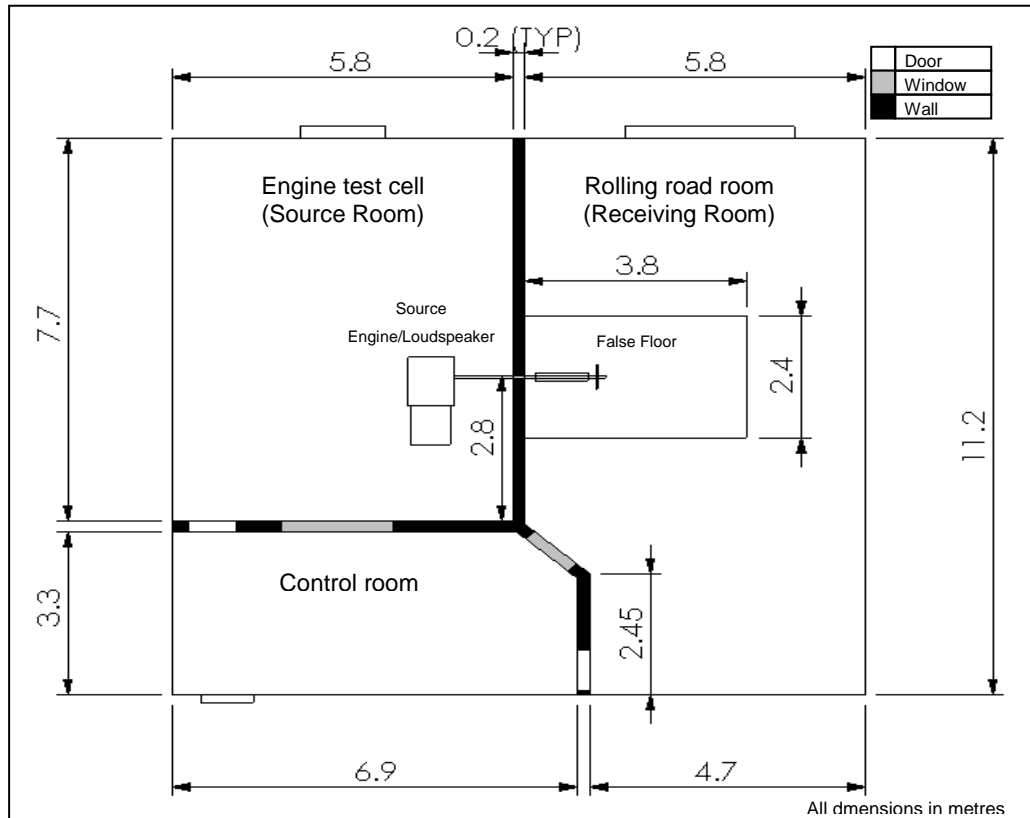 0.2 (TYP)
5.8
5.8
Door
Window
Wall
Engine test cell
(Source Room)
Rolling road room
(Receiving Room)
3.8
7.7
Source
Engine/Loudspeaker
False Floor
2.4
2.8
11.2
Control room
3.3
2.45
6.9
4.7
All dmensions in metres